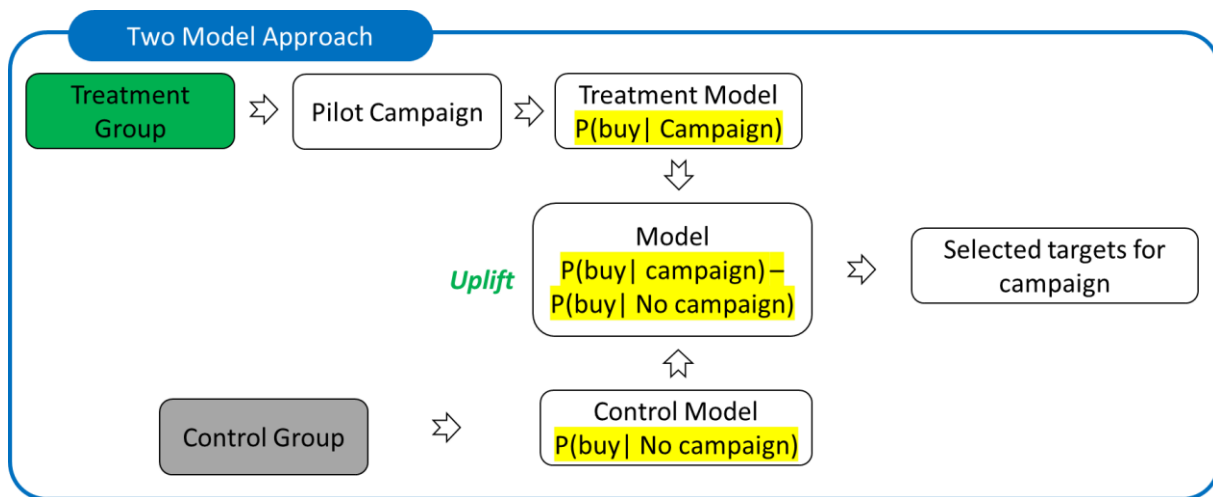 Two Model Approach
Treatment
Group
Pilot Campaign
Treatment Model
P(buy| Campaign)
Uplift
Model
P(buy| campaign) –
P(buy| No campaign)
Selected targets for
campaign
Control Group
Control Model
P(buy| No campaign)